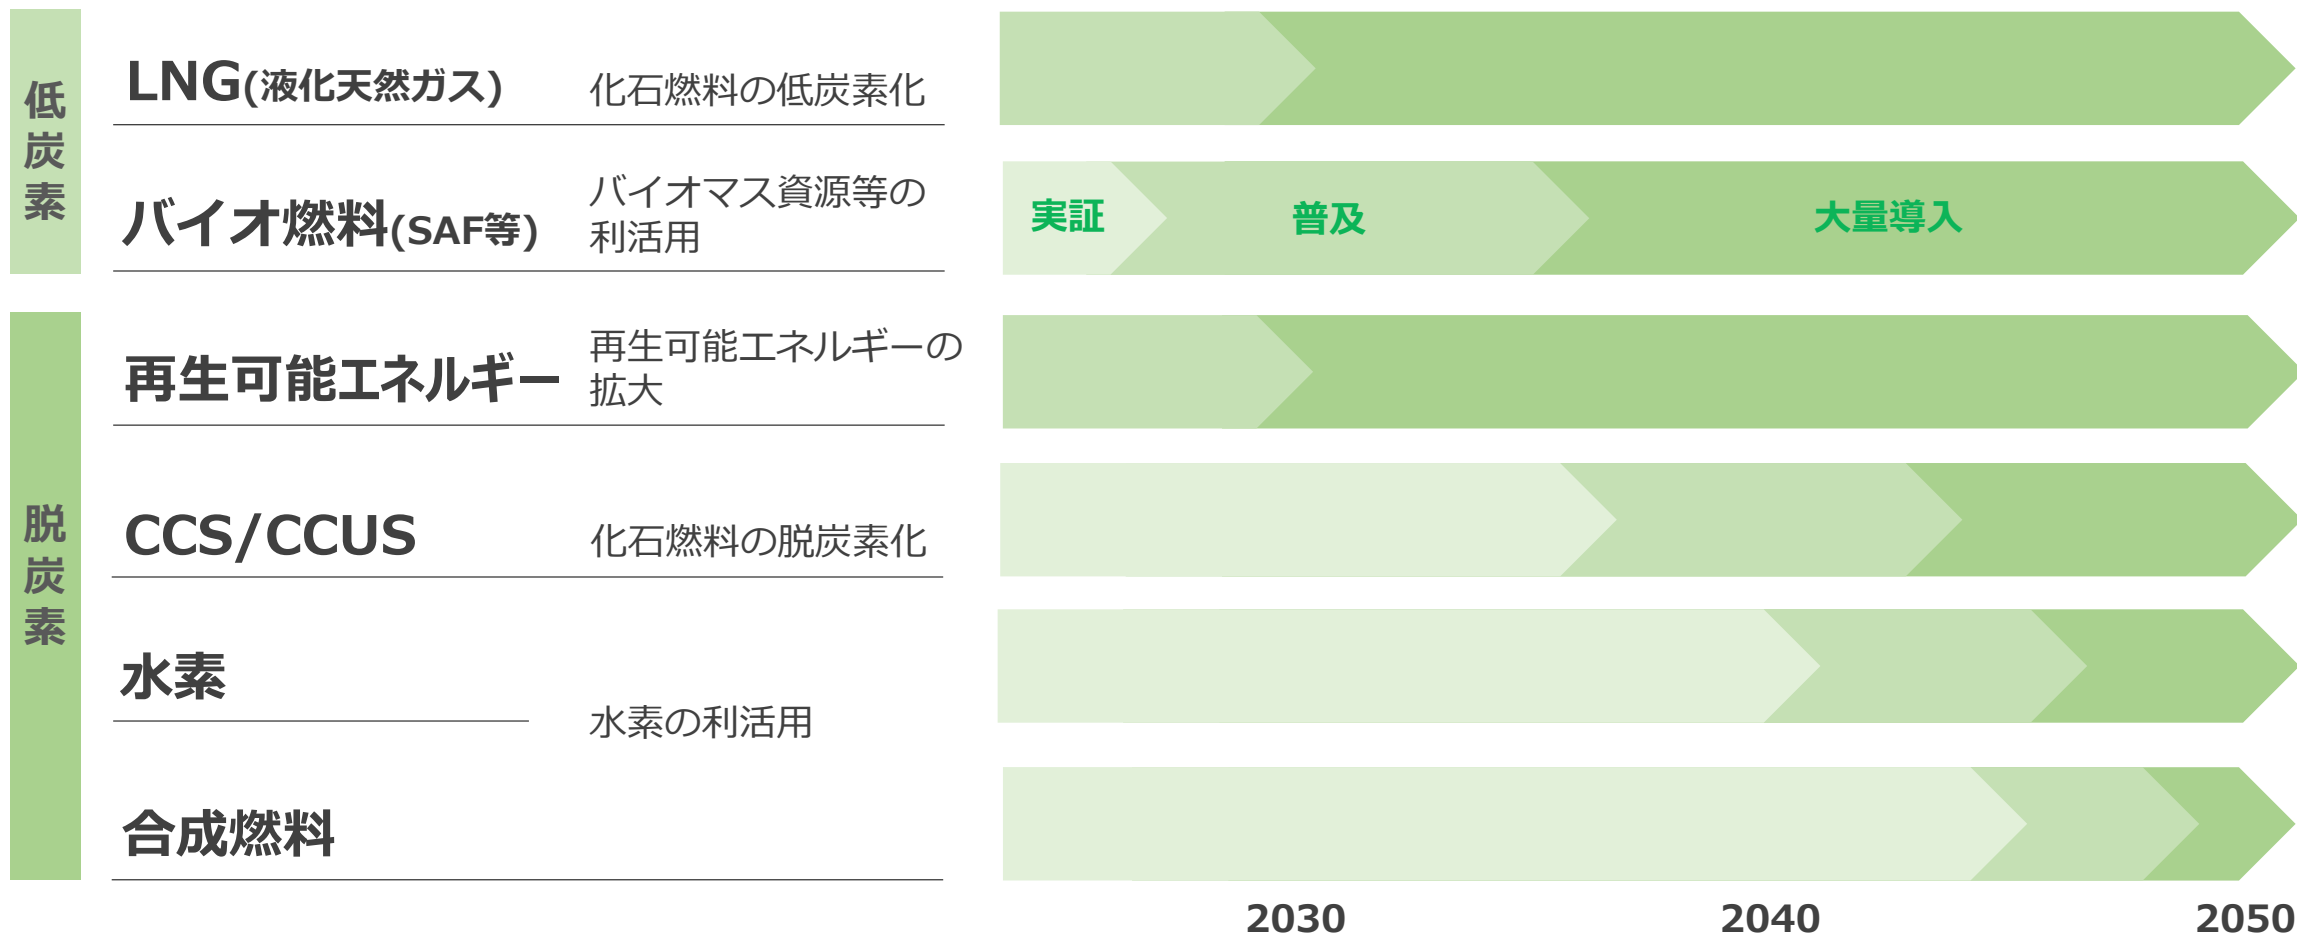 低炭素
LNG(液化天然ガス)
化石燃料の低炭素化
バイオ燃料(SAF等)
バイオマス資源等の
利活用
実証
普及
大量導入
脱炭素
再生可能エネルギー
再生可能エネルギーの
拡大
CCS/CCUS
化石燃料の脱炭素化
水素
水素の利活用
合成燃料
2030
2040
2050